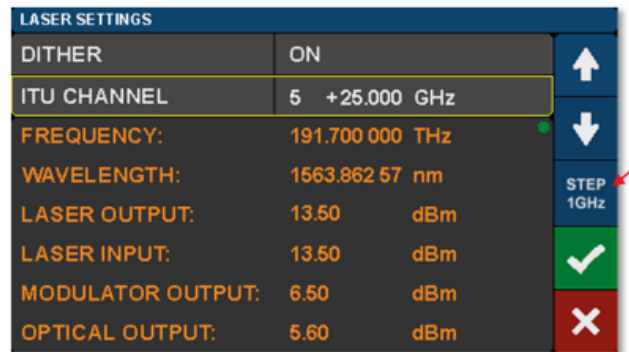 LASER SETTINGS
DITHER ON
ITU CHANNEL 5 +25.000 GHz
FREQUENCY: 191.700 000 THz
WAVELENGTH: 1563.862 57 nm
STEP
1GHz
LASER OUTPUT: 13.50 dBm
LASER INPUT: 13.50 dBm
MODULATOR OUTPUT: 6.50 dBm
OPTICAL OUTPUT: 5.60 dBm